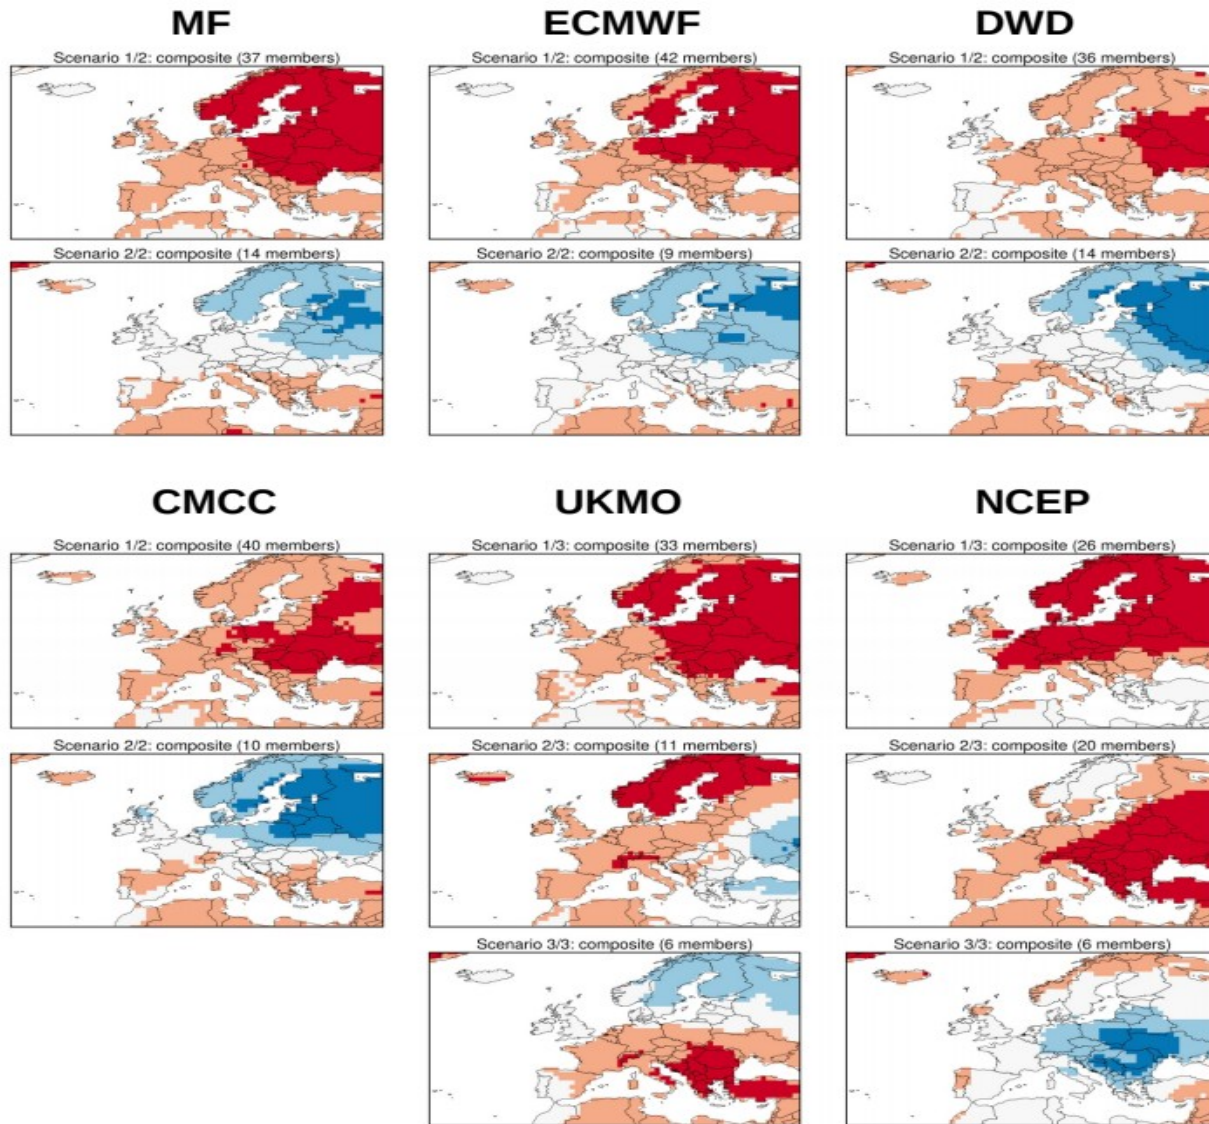 MF
ECMWF
DWD
Scenario 1/2: composite (37 members)
Scenario 1/2: composite (42 members)
Scenario 1/2: composite (36 members)
Scenario 2/2: composite (14 members)
Scenario 2/2: composite (9 members)
Scenario 2/2: composite (14 members)
CMCC
UKMO
NCEP
Scenario 1/2: composite (40 members)
Scenario 1/3: composite (33 members)
Scenario 1/3: composite (26 members)
Scenario 2/2: composite (10 members)
Scenario 2/3: composite (11 members)
Scenario 2/3: composite (20 members)
Scenario 3/3: composite (6 members)
Scenario 3/3: composite (6 members)